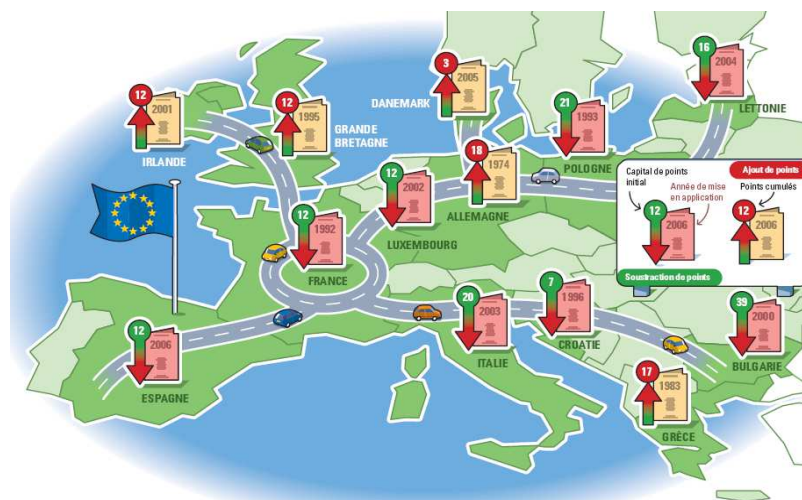 12
2001
IRLANDE
12
1995
GRANDE
BRETAGNE
3
2005
DANEMARK
16
2004
LETTONIE
21
1993
POLOGNE
18
1974
ALLEMAGNE
12
2002
LUXEMBOURG
12
1992
FRANCE
Capital de points
initial
Ajout de points
Année de mise
en application
Points cumulés
12
2006
12
2006
Soustraction de points
12
2006
ESPAGNE
20
2003
ITALIE
7
1996
CROATIE
39
2000
BULGARIE
17
1983
GRÈCE